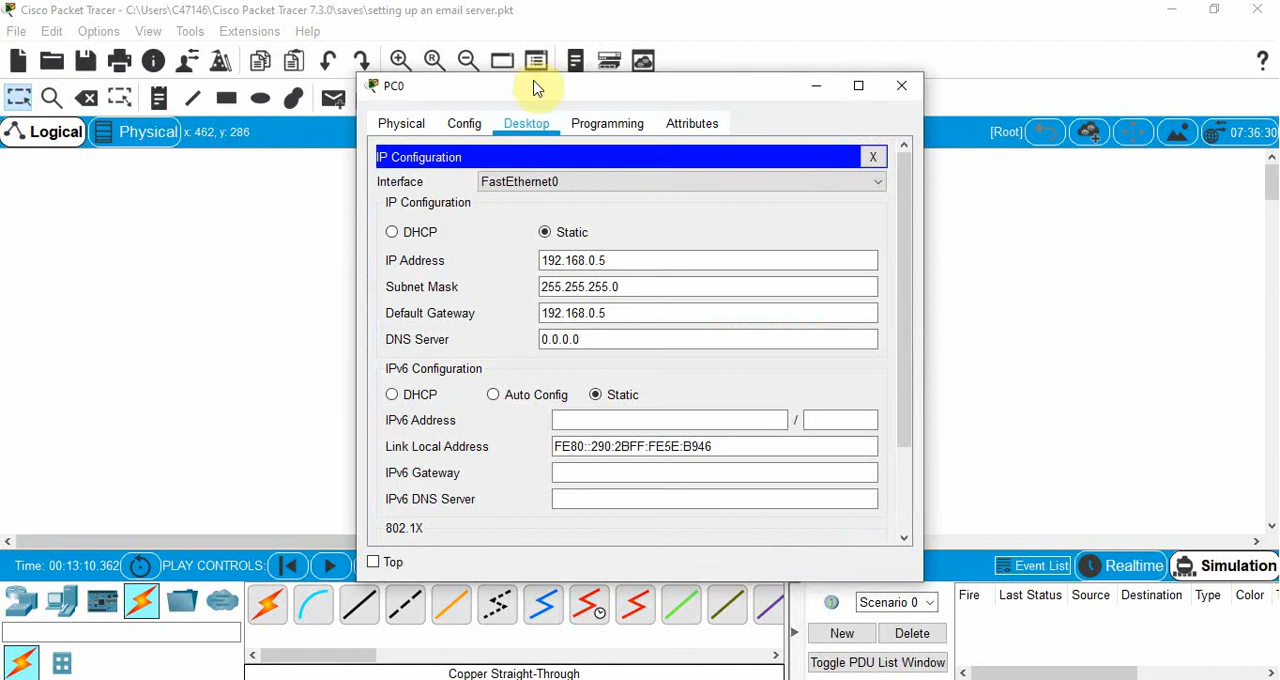 Cisco Packet Tracer - C:\Users\C47146\Cisco Packet Tracer 7.3.0\saves\setting up an email server.pkt
File Edit Options View Tools Extensions Help
PC0
Physical Config Desktop Programming Attributes
Logical Physical x: 462, y: 286 [Root] 07:36:30
IP Configuration X
Interface FastEthernet0
IP Configuration
DHCP Static
IP Address 192.168.0.5
Subnet Mask 255.255.255.0
Default Gateway 192.168.0.5
DNS Server 0.0.0.0
IPv6 Configuration
DHCP Auto Config Static
IPv6 Address /
Link Local Address FE80::290:2BFF:FE5E:B946
IPv6 Gateway
IPv6 DNS Server
802.1X
Top
Time: 00:13:10.362 PLAY CONTROLS: Event List Realtime Simulation
Scenario 0 Fire Last Status Source Destination Type Color
New Delete
Toggle PDU List Window
Copper Straight-Through